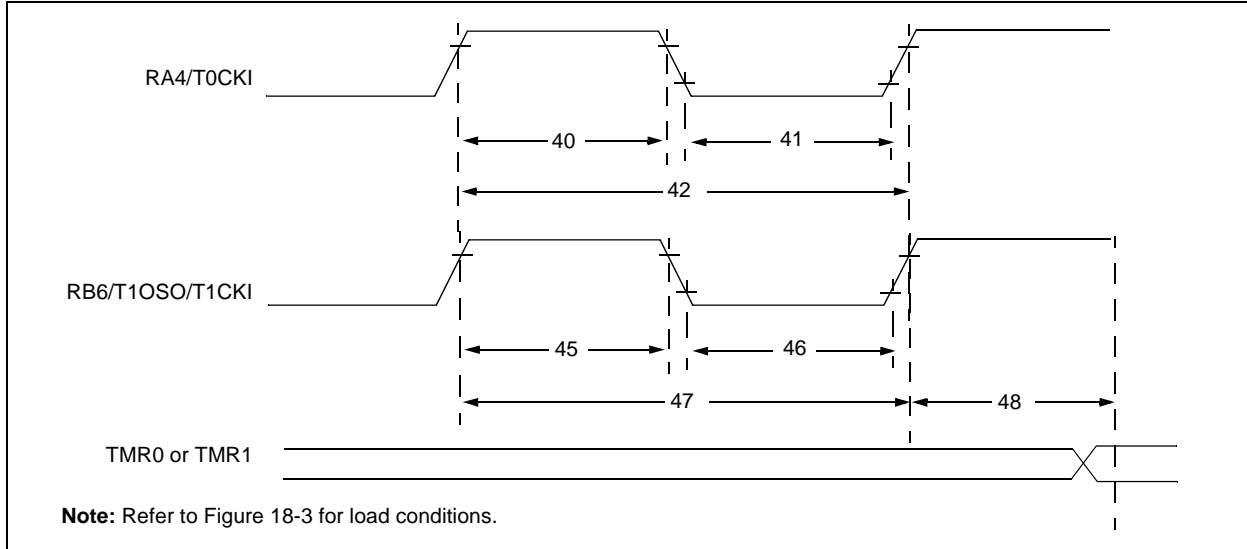 RA4/T0CKI
40
41
42
RB6/T1OSO/T1CKI
45
46
47
48
TMR0 or TMR1
Note: Refer to Figure 18-3 for load conditions.